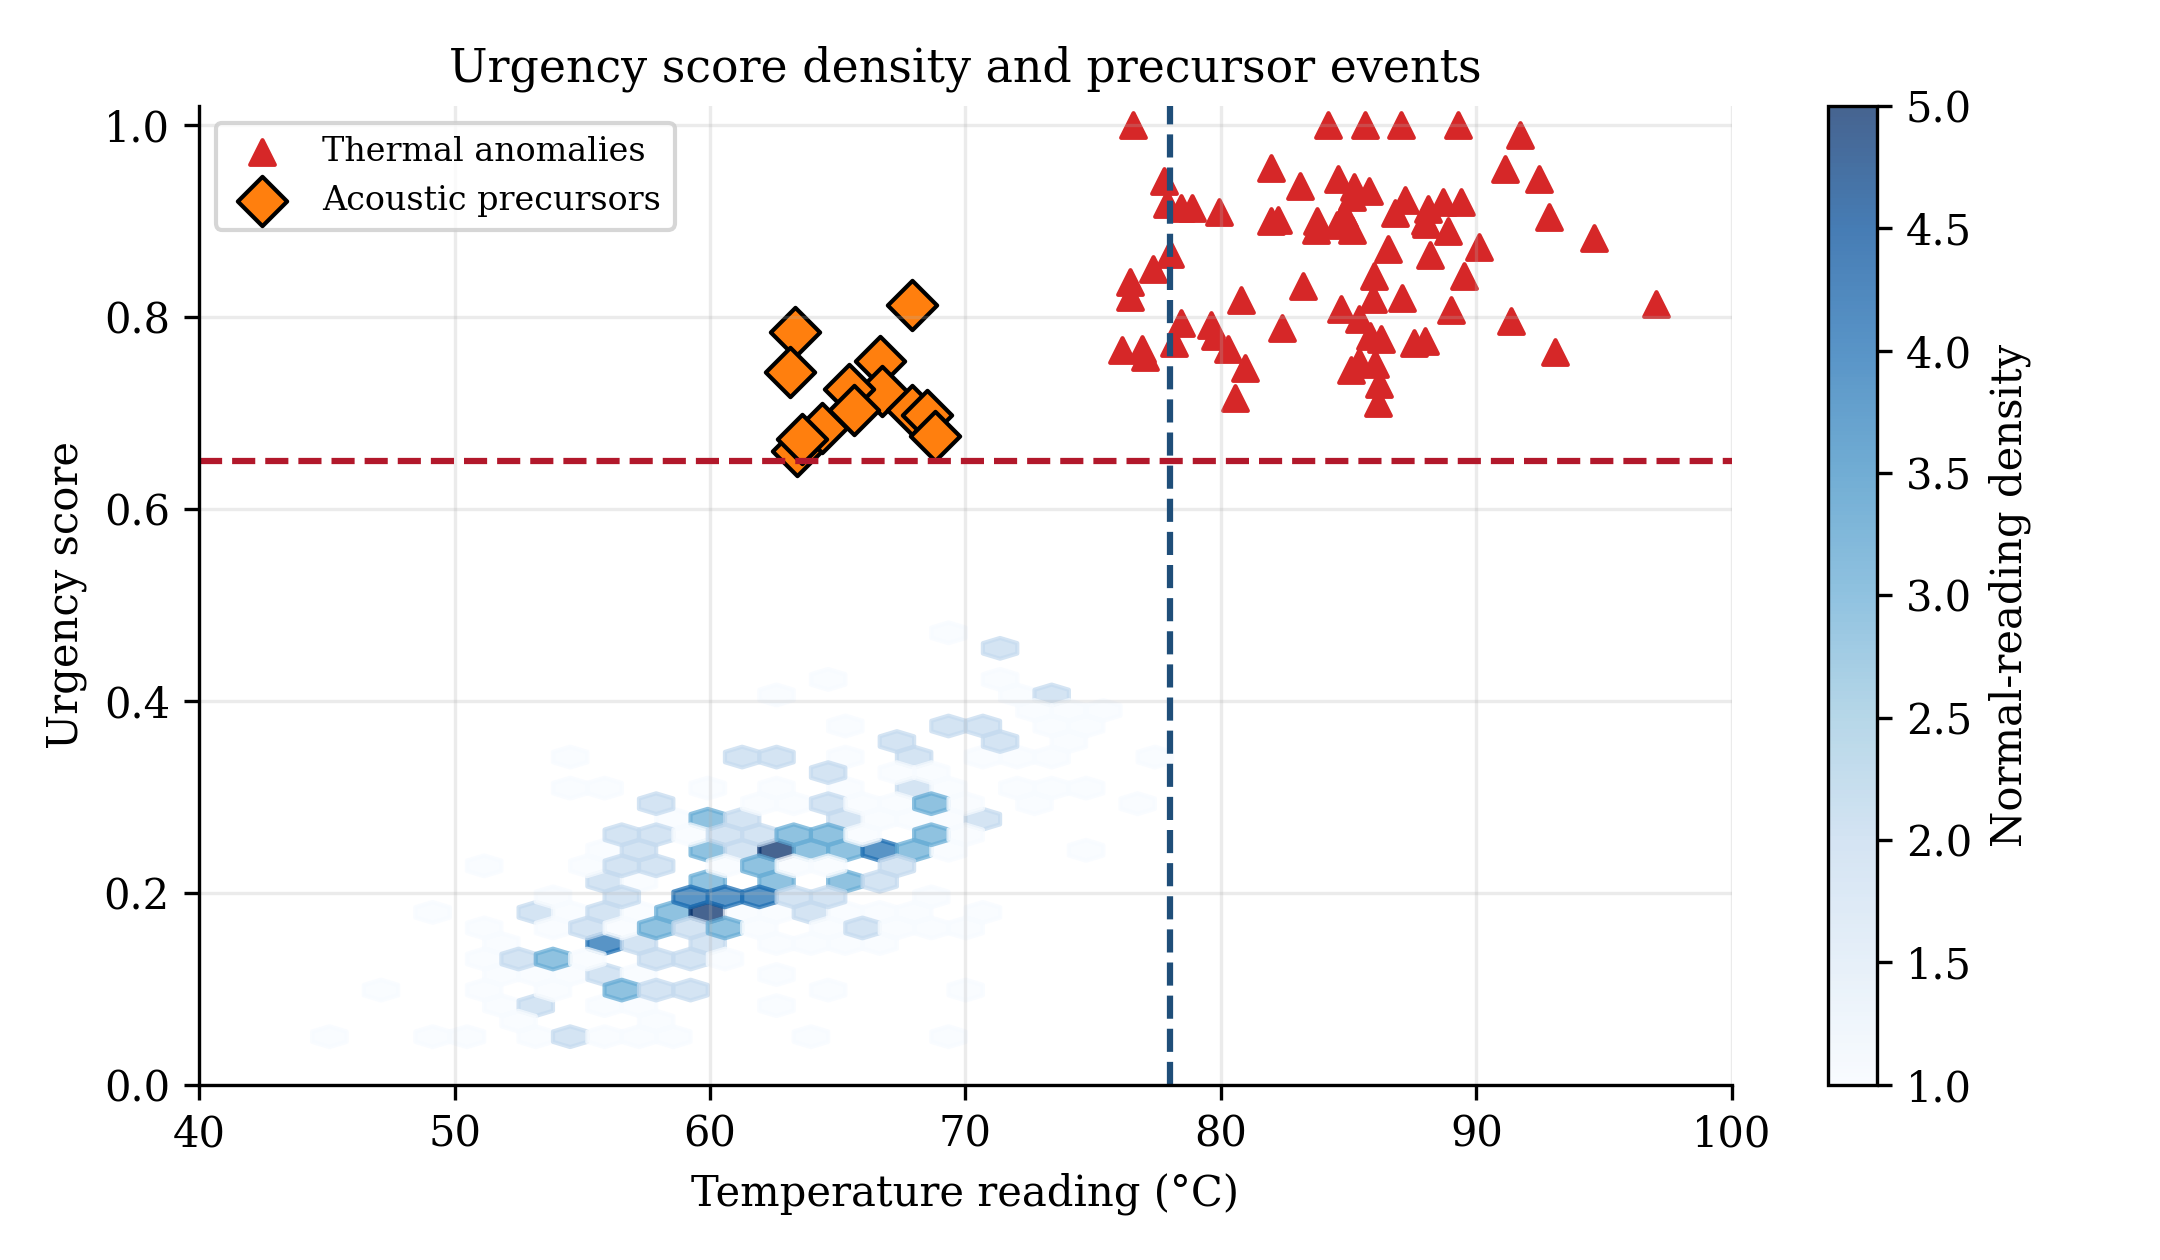 Urgency score density and precursor events
Thermal anomalies
Acoustic precursors
Urgency score
1.0
0.8
0.6
0.4
0.2
0.0
40 50 60 70 80 90 100
Temperature reading (°C)
5.0
4.5
4.0
3.5
3.0
2.5
2.0
1.5
1.0
Normal-reading density